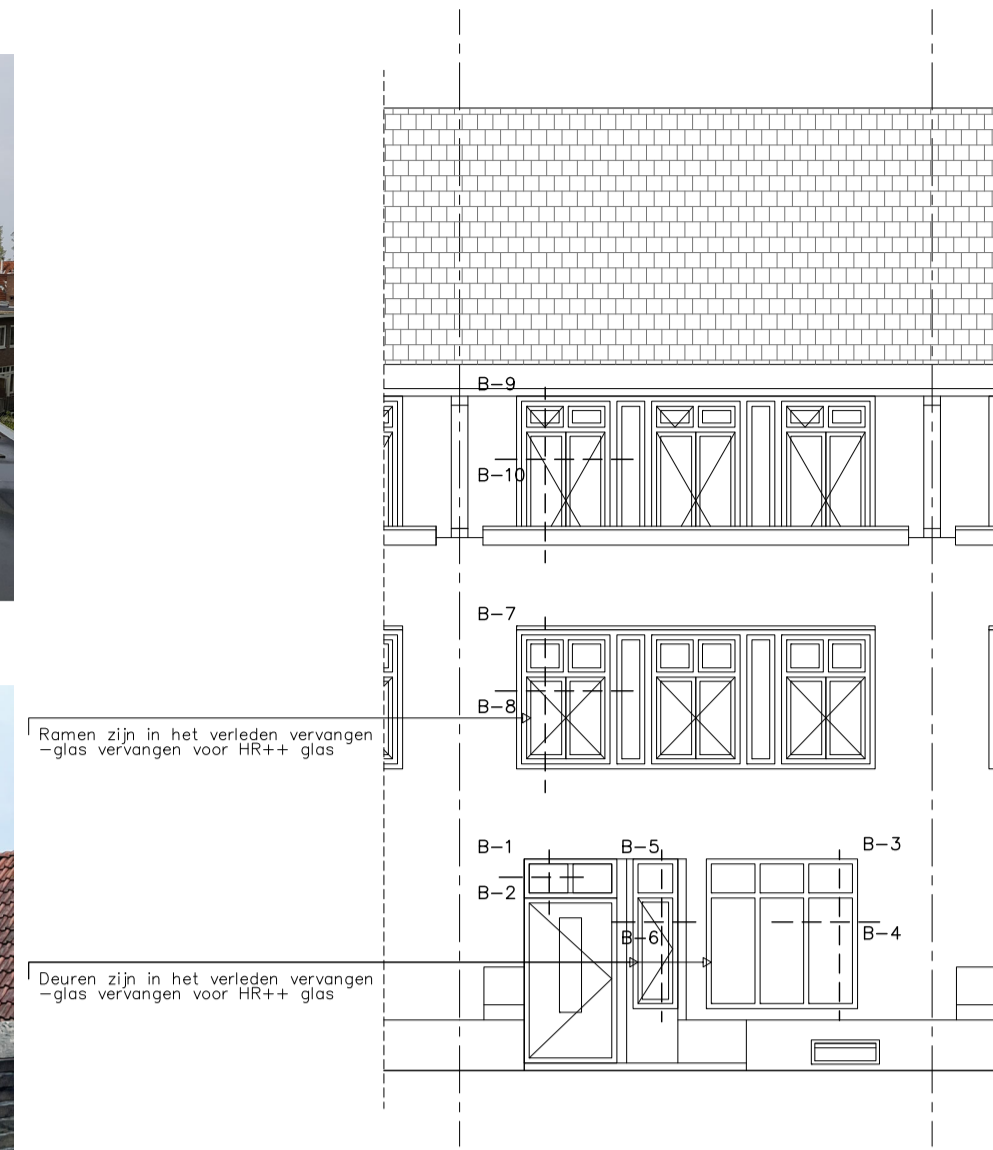 B-9
B-10
B-7
B-8
Ramen zijn in het verleden vervangen
-glas vervangen voor HR++ glas
B-1
B-5
B-3
B-2
B-6
B-4
Deuren zijn in het verleden vervangen
-glas vervangen voor HR++ glas